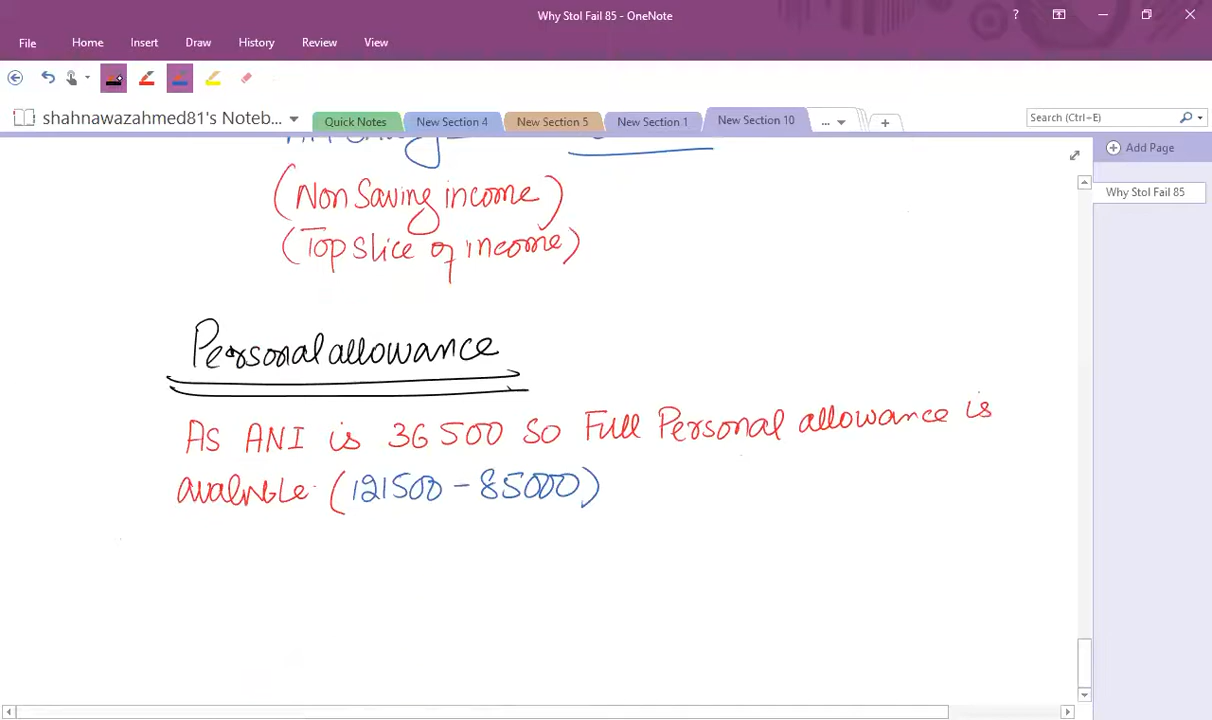 Why Stol Fail 85 - OneNote
?
File Home Insert Draw History Review View
shahnawazahmed81's Noteb...
Quick Notes
New Section 4
New Section 5
New Section 1
New Section 10
...
Search (Ctrl+E)
Add Page
Why Stol Fail 85
(Non Saving income)
(Top Slice of income)
Personal allowance
As ANI is 36500 So Full Personal allowance is
(121500 - 85000)